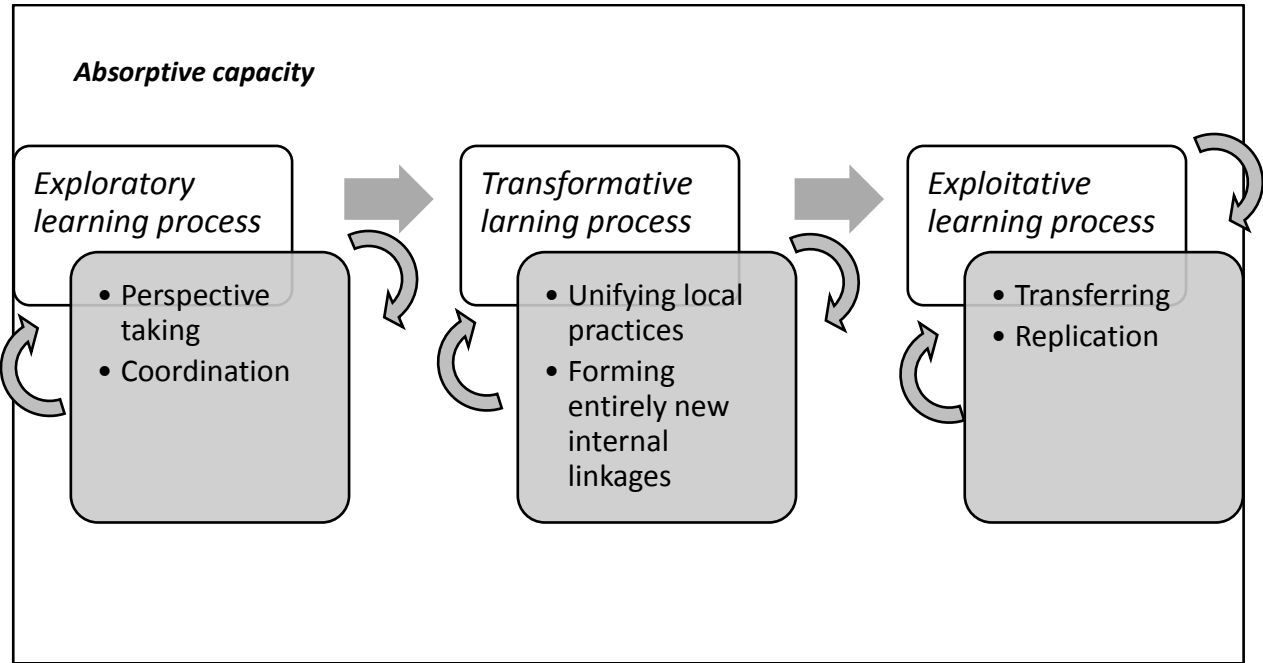 Absorptive capacity
Exploratory
learning process
• Perspective
taking
• Coordination
Transformative
larning process
• Unifying local
practices
• Forming
entirely new
internal
linkages
Exploitative
learning process
• Transferring
• Replication